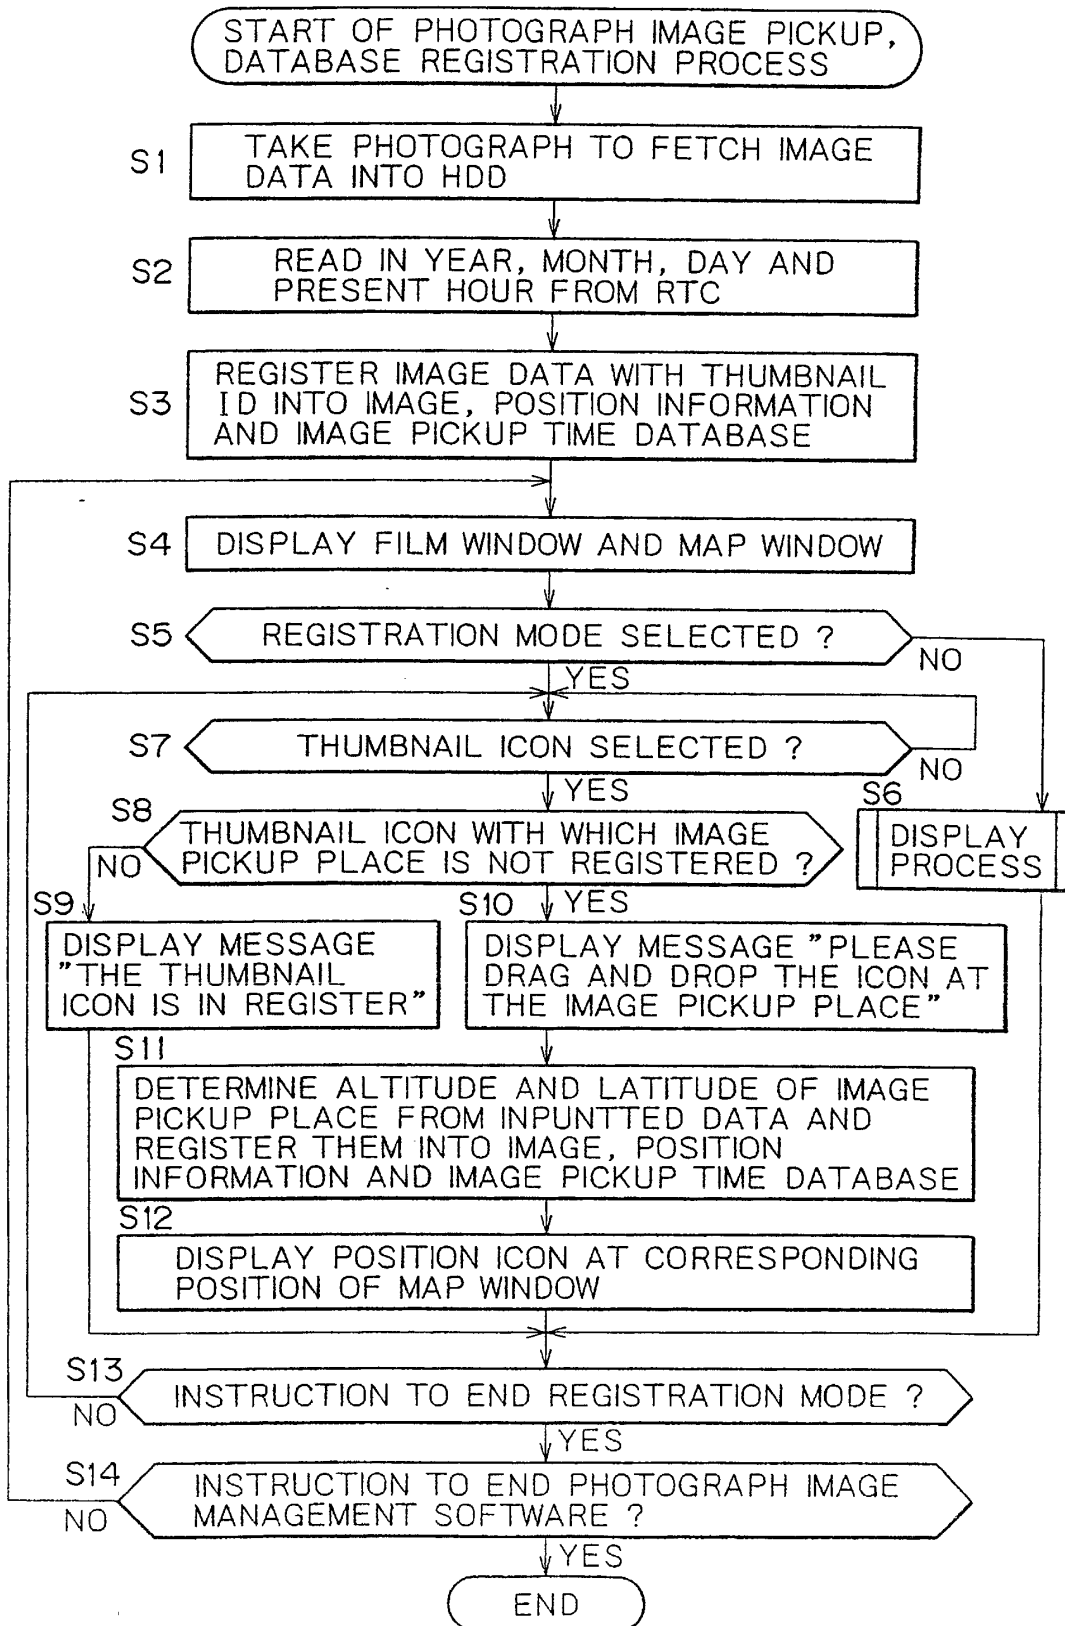 START OF PHOTOGRAPH IMAGE PICKUP,
DATABASE REGISTRATION PROCESS
S1
TAKE PHOTOGRAPH TO FETCH IMAGE
DATA INTO HDD
S2
READ IN YEAR, MONTH, DAY AND
PRESENT HOUR FROM RTC
S3
REGISTER IMAGE DATA WITH THUMBNAIL
ID INTO IMAGE, POSITION INFORMATION
AND IMAGE PICKUP TIME DATABASE
S4
DISPLAY FILM WINDOW AND MAP WINDOW
S5
REGISTRATION MODE SELECTED ?
NO
YES
S7
THUMBNAIL ICON SELECTED ?
NO
YES
S8
THUMBNAIL ICON WITH WHICH IMAGE
PICKUP PLACE IS NOT REGISTERED ?
NO
YES
S6
DISPLAY
PROCESS
S9
DISPLAY MESSAGE
"THE THUMBNAIL
ICON IS IN REGISTER"
S10
DISPLAY MESSAGE "PLEASE
DRAG AND DROP THE ICON AT
THE IMAGE PICKUP PLACE"
S11
DETERMINE ALTITUDE AND LATITUDE OF IMAGE
PICKUP PLACE FROM INPUNTTED DATA AND
REGISTER THEM INTO IMAGE, POSITION
INFORMATION AND IMAGE PICKUP TIME DATABASE
S12
DISPLAY POSITION ICON AT CORRESPONDING
POSITION OF MAP WINDOW
S13
INSTRUCTION TO END REGISTRATION MODE ?
NO
YES
S14
INSTRUCTION TO END PHOTOGRAPH IMAGE
MANAGEMENT SOFTWARE ?
NO
YES
END